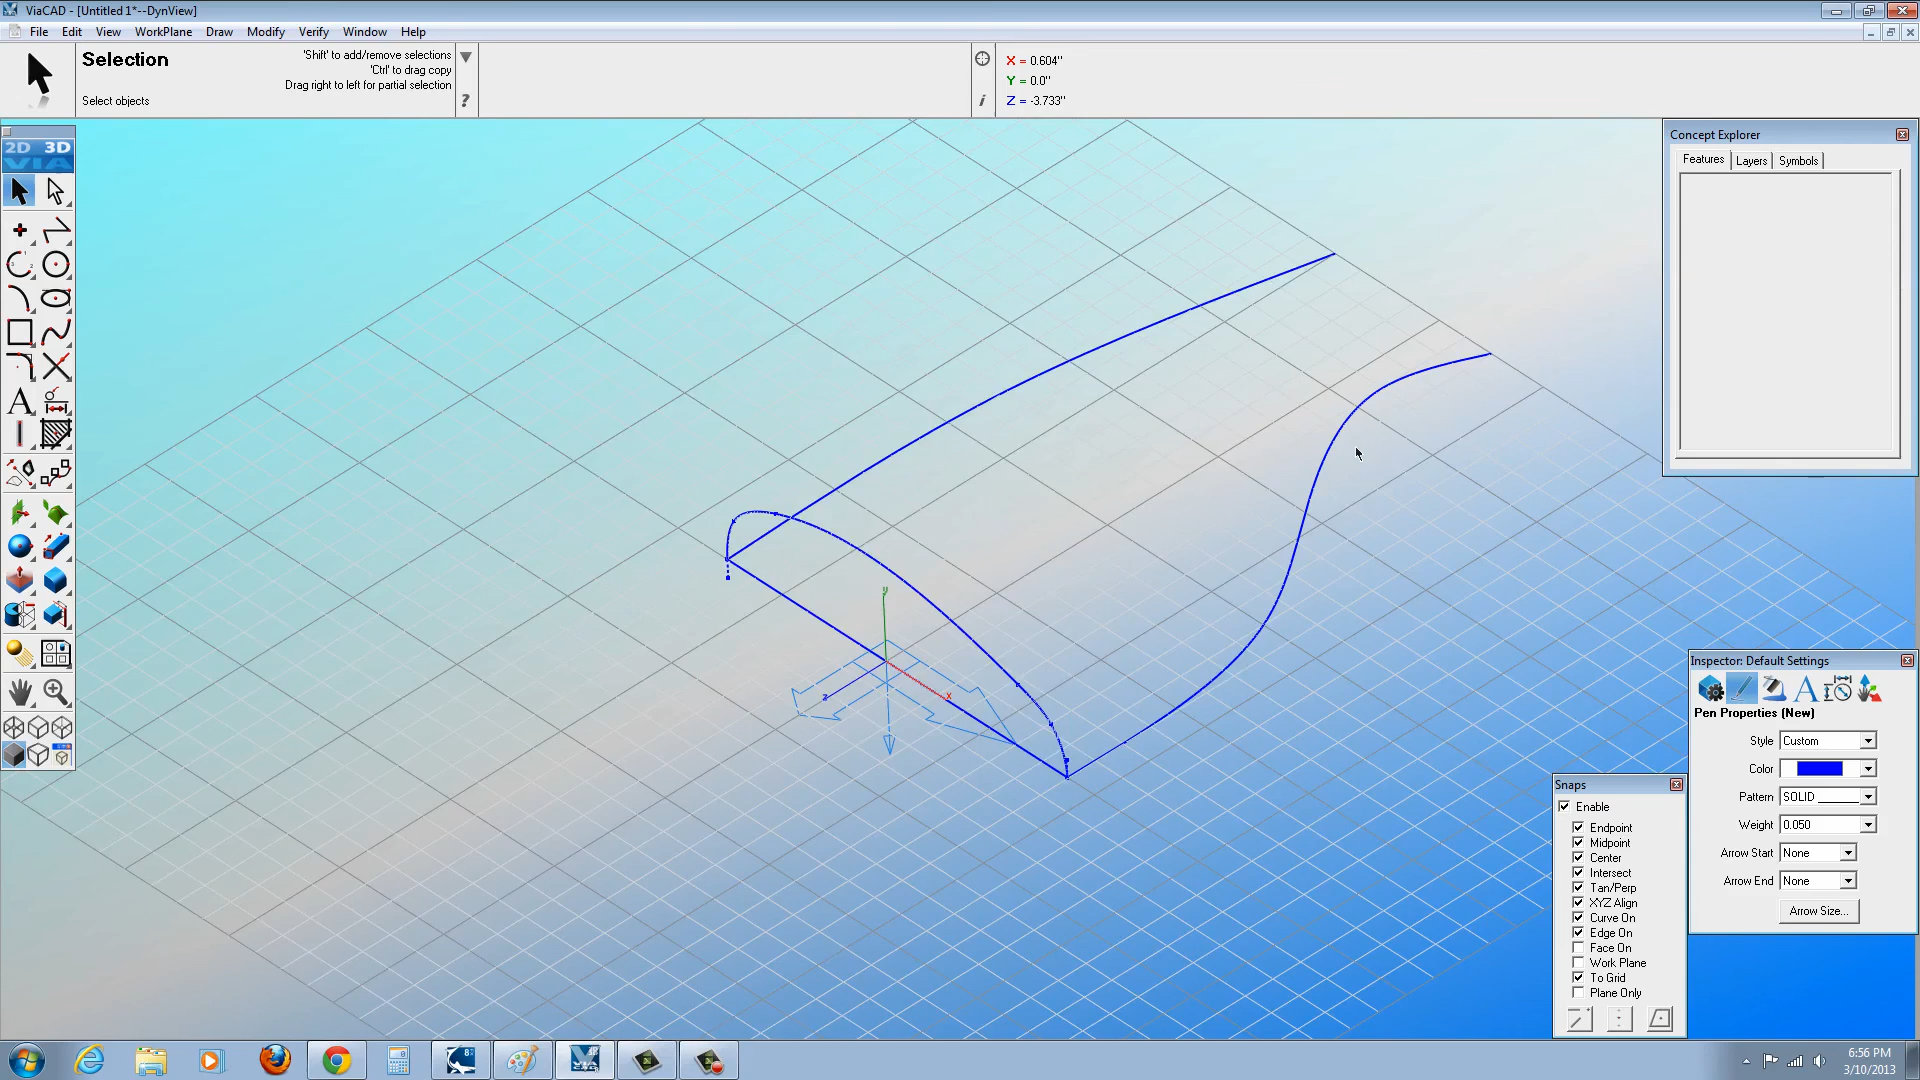 ViaCAD - [Untitled 1*--DynView]
File Edit View WorkPlane Draw Modify Verify Window Help
Selection
'Shift' to add/remove selections
'Ctrl' to drag copy
Drag right to left for partial selection
Select objects
?
i
X = 0.604"
Y = 0.0"
Z = -3.733"
2D 3D
VIA
A
Concept Explorer
Features Layers Symbols
y
x
z
Inspector: Default Settings
A
Pen Properties (New)
Style Custom
Color
Pattern SOLID
Weight 0.050
Arrow Start None
Arrow End None
Arrow Size...
Snaps
Enable
Endpoint
Midpoint
Center
Intersect
Tan/Perp
XYZ Align
Curve On
Edge On
Face On
Work Plane
To Grid
Plane Only
6:56 PM
3/10/2013